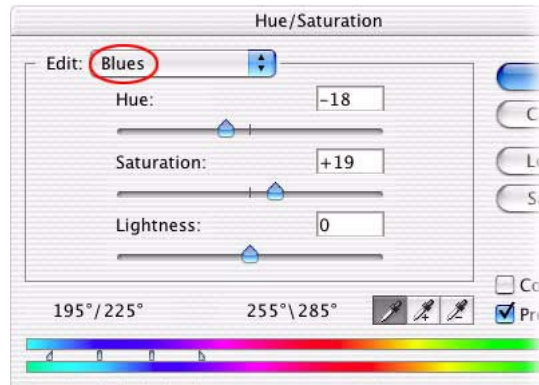 Hue/Saturation
Edit: Blues
Hue: -18
Saturation: +19
Lightness: 0
195°/225° 255°\285°